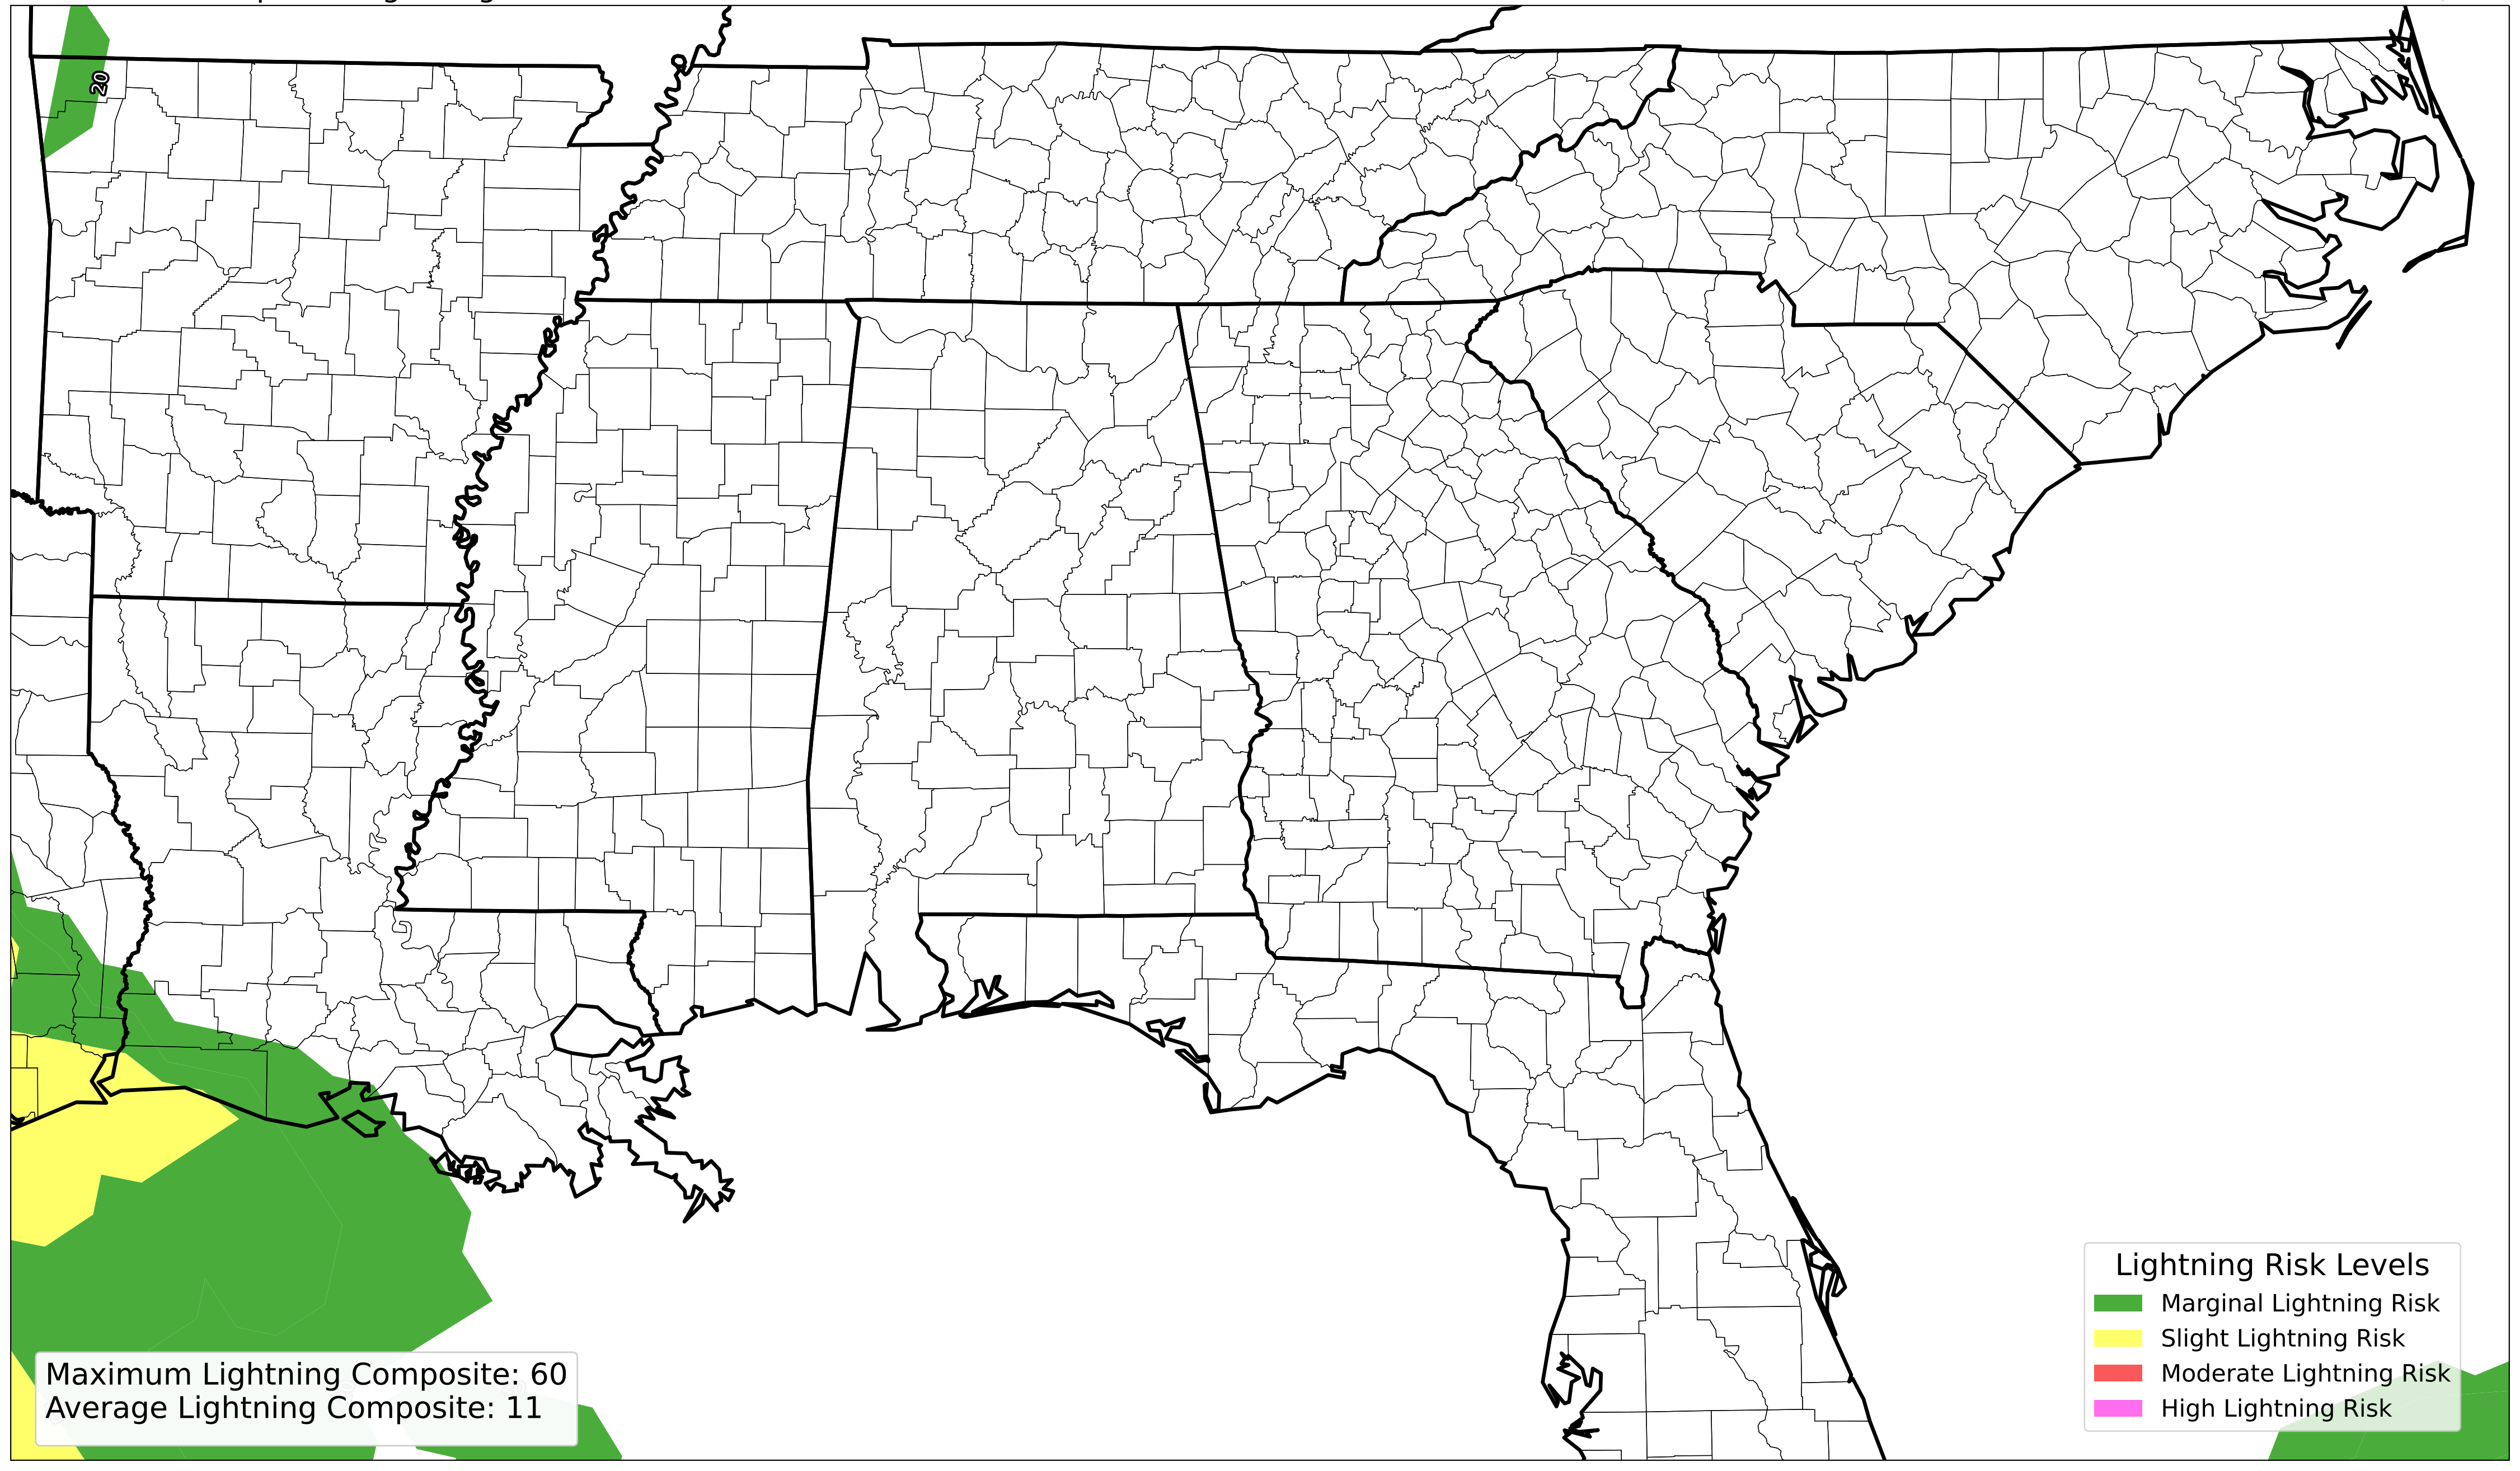 20
Lightning Risk Levels
Marginal Lightning Risk
Slight Lightning Risk
Moderate Lightning Risk
High Lightning Risk
Maximum Lightning Composite: 60
Average Lightning Composite: 11